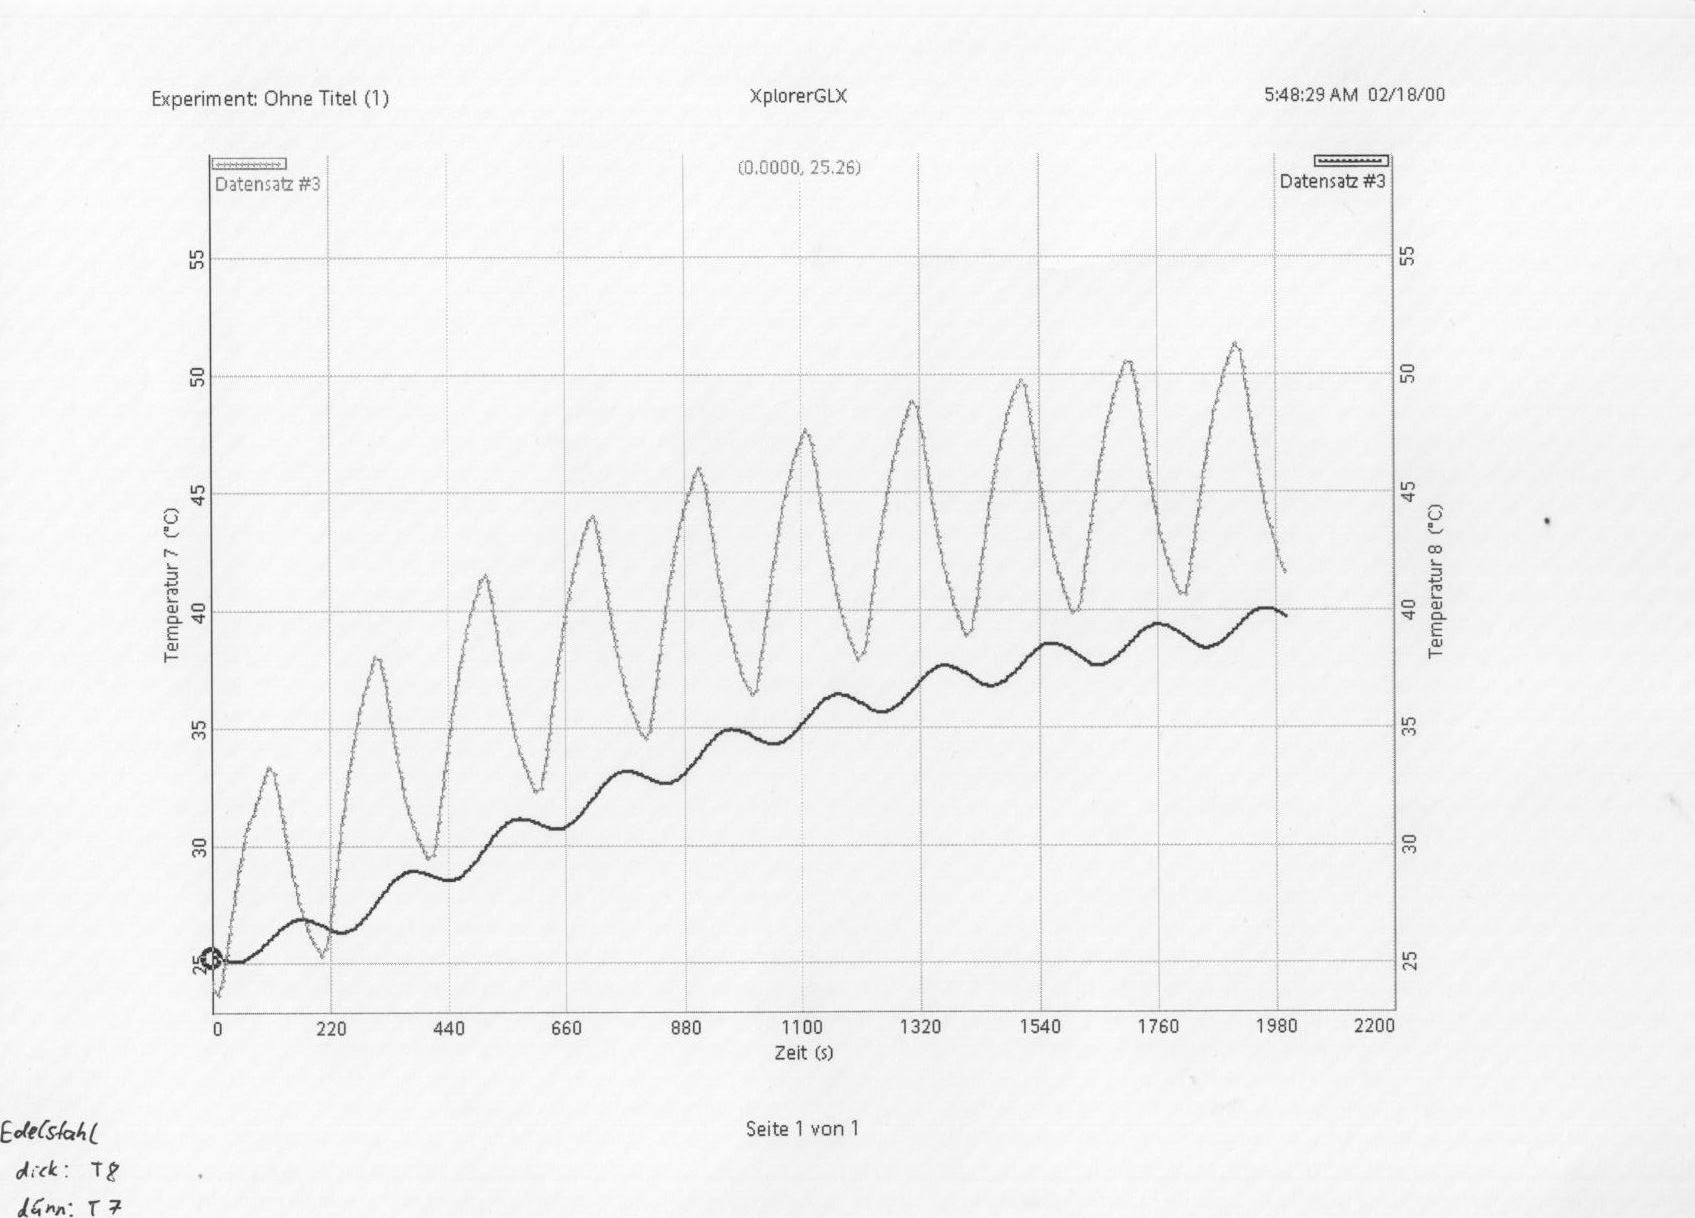 Experiment: Ohne Titel (1) XplorerGLX 5:48:29 AM 02/18/00
Datensatz #3 (0.0000, 25.26) Datensatz #3
55 55
50 50
45 45
Temperatur 7 (°C) Temperatur 8 (°C)
40 40
35 35
30 30
25 25
0 220 440 660 880 1100 1320 1540 1760 1980 2200
Zeit (s)
Seite 1 von 1
Edelstahl
dick: T8
dünn: T7